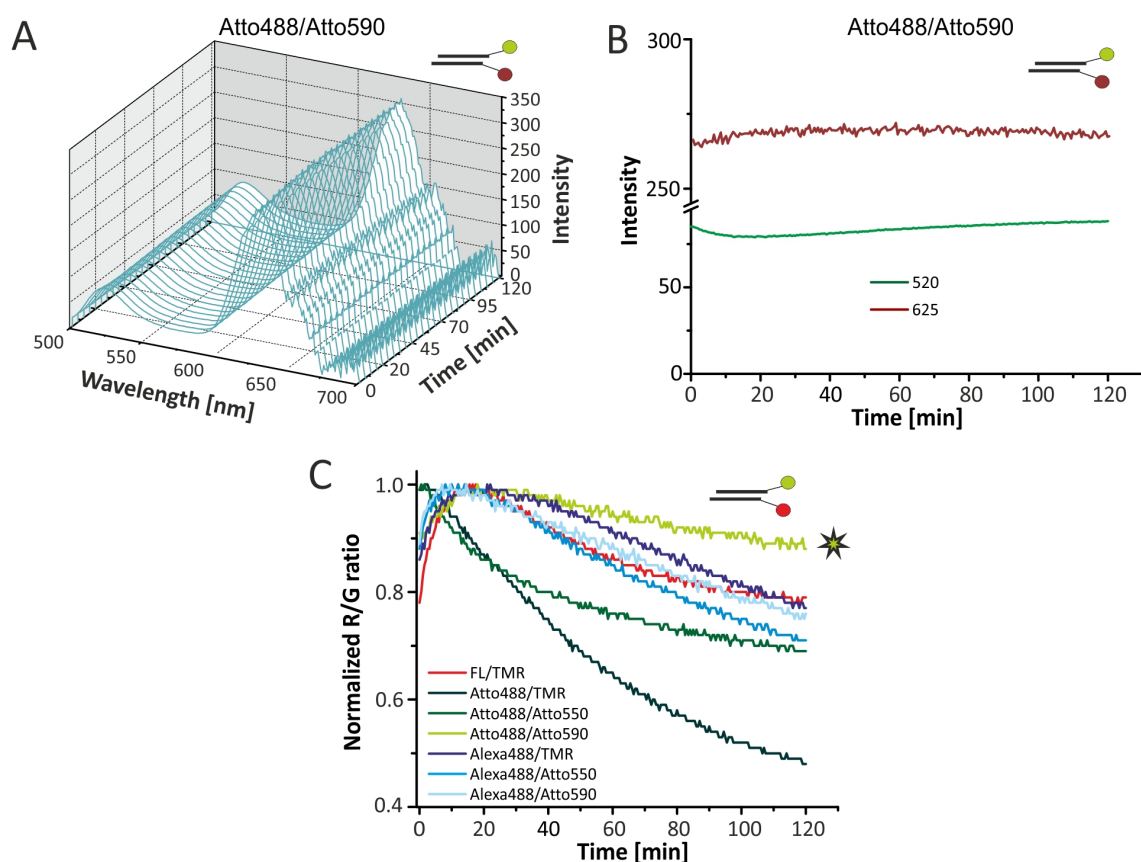 A
Atto488/Atto590
350
300
250
200
150
100
50
0
Intensity
120
95
70
45
20
0
Time [min]
500
550
600
650
700
Wavelength [nm]
B
Atto488/Atto590
300
250
50
0
Intensity
520
625
0
20
40
60
80
100
120
Time [min]
C
1.0
0.8
0.6
0.4
Normalized R/G ratio
FL/TMR
Atto488/TMR
Atto488/Atto550
Atto488/Atto590
Alexa488/TMR
Alexa488/Atto550
Alexa488/Atto590
0
20
40
60
80
100
120
Time [min]